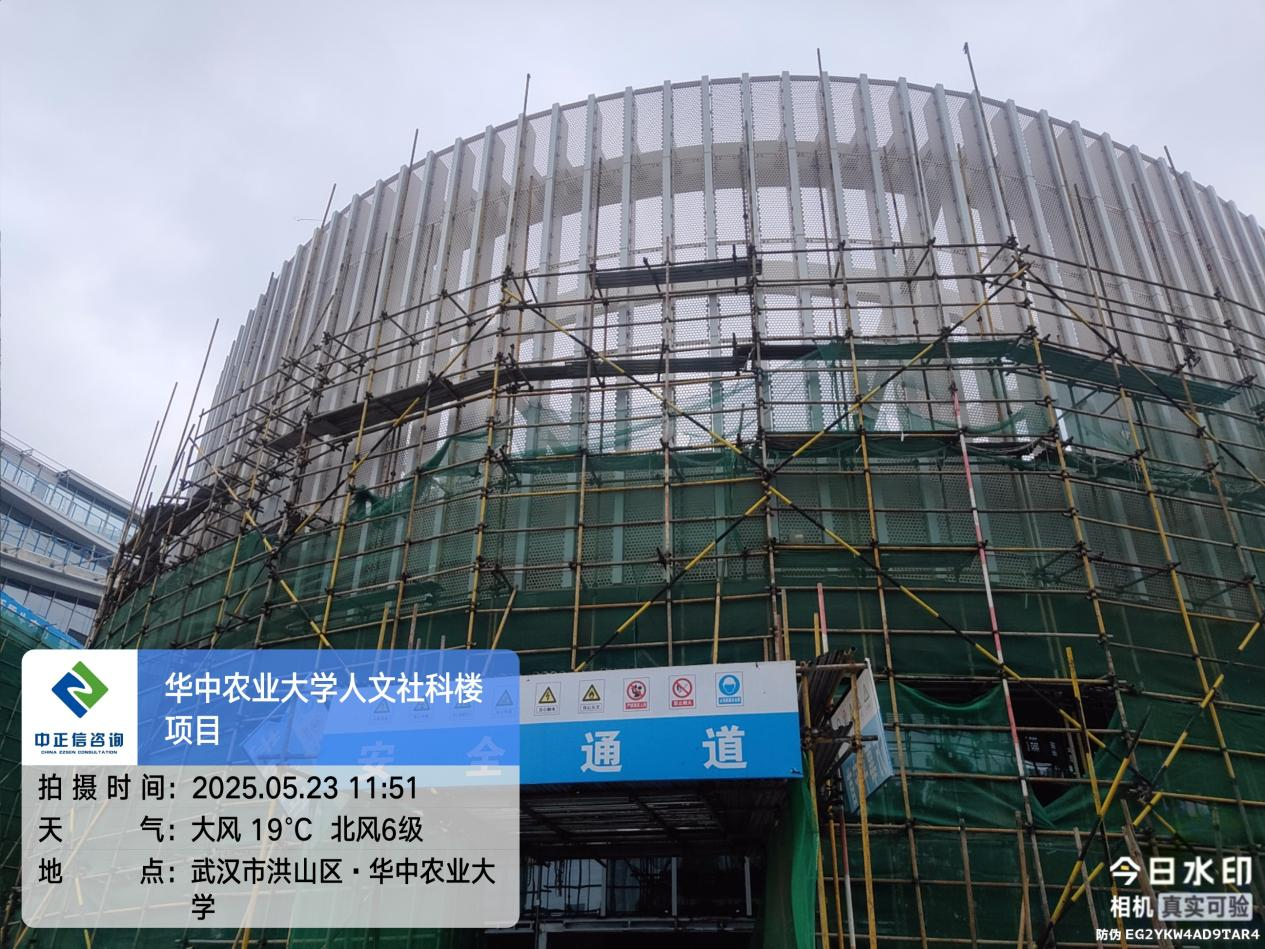 安全通道
中正信咨询
CHINA ZZSEN CONSULTATION
华中农业大学人文社科楼
项目
拍摄时间：2025.05.23 11:51
天气：大风 19℃ 北风6级
地点：武汉市洪山区·华中农业大
学
今日水印
相机 真实可验
防伪 EG2YKW4AD9TAR4